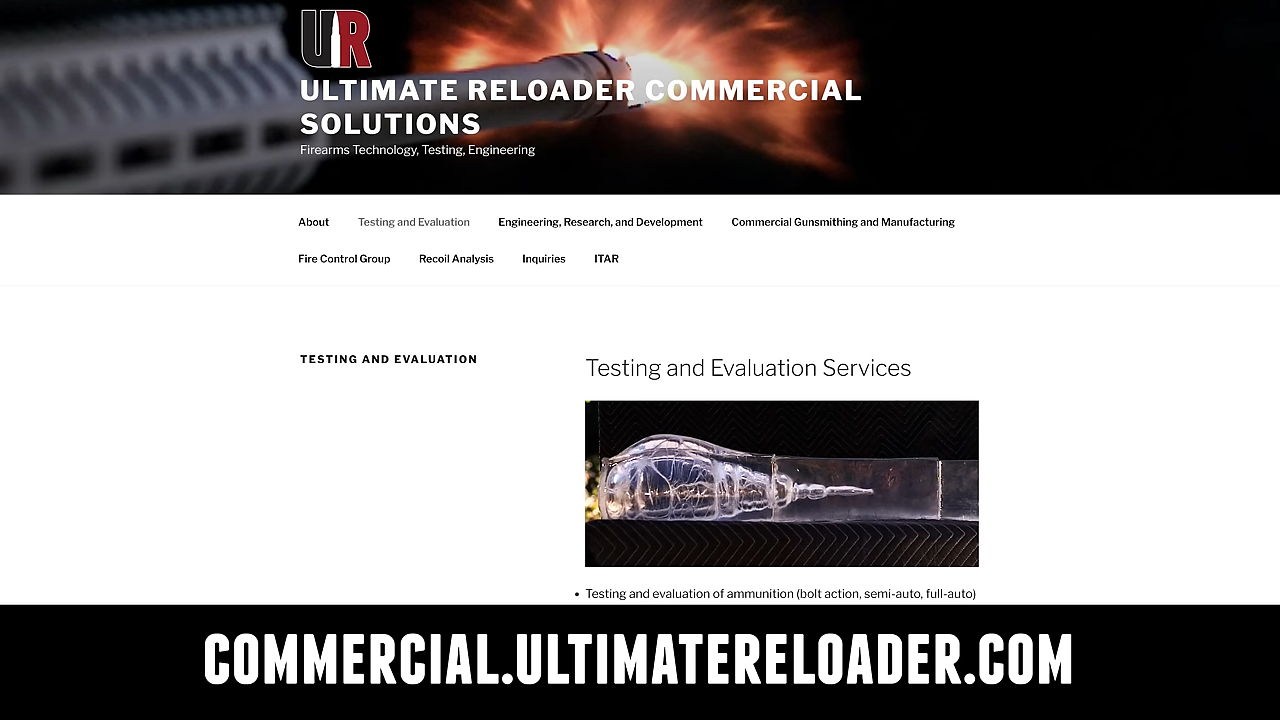 UR
ULTIMATE RELOADER COMMERCIAL
SOLUTIONS
Firearms Technology, Testing, Engineering
About Testing and Evaluation Engineering, Research, and Development Commercial Gunsmithing and Manufacturing
Fire Control Group Recoil Analysis Inquiries ITAR
TESTING AND EVALUATION
Testing and Evaluation Services
• Testing and evaluation of ammunition (bolt action, semi-auto, full-auto)
COMMERCIAL.ULTIMATERELOADER.COM